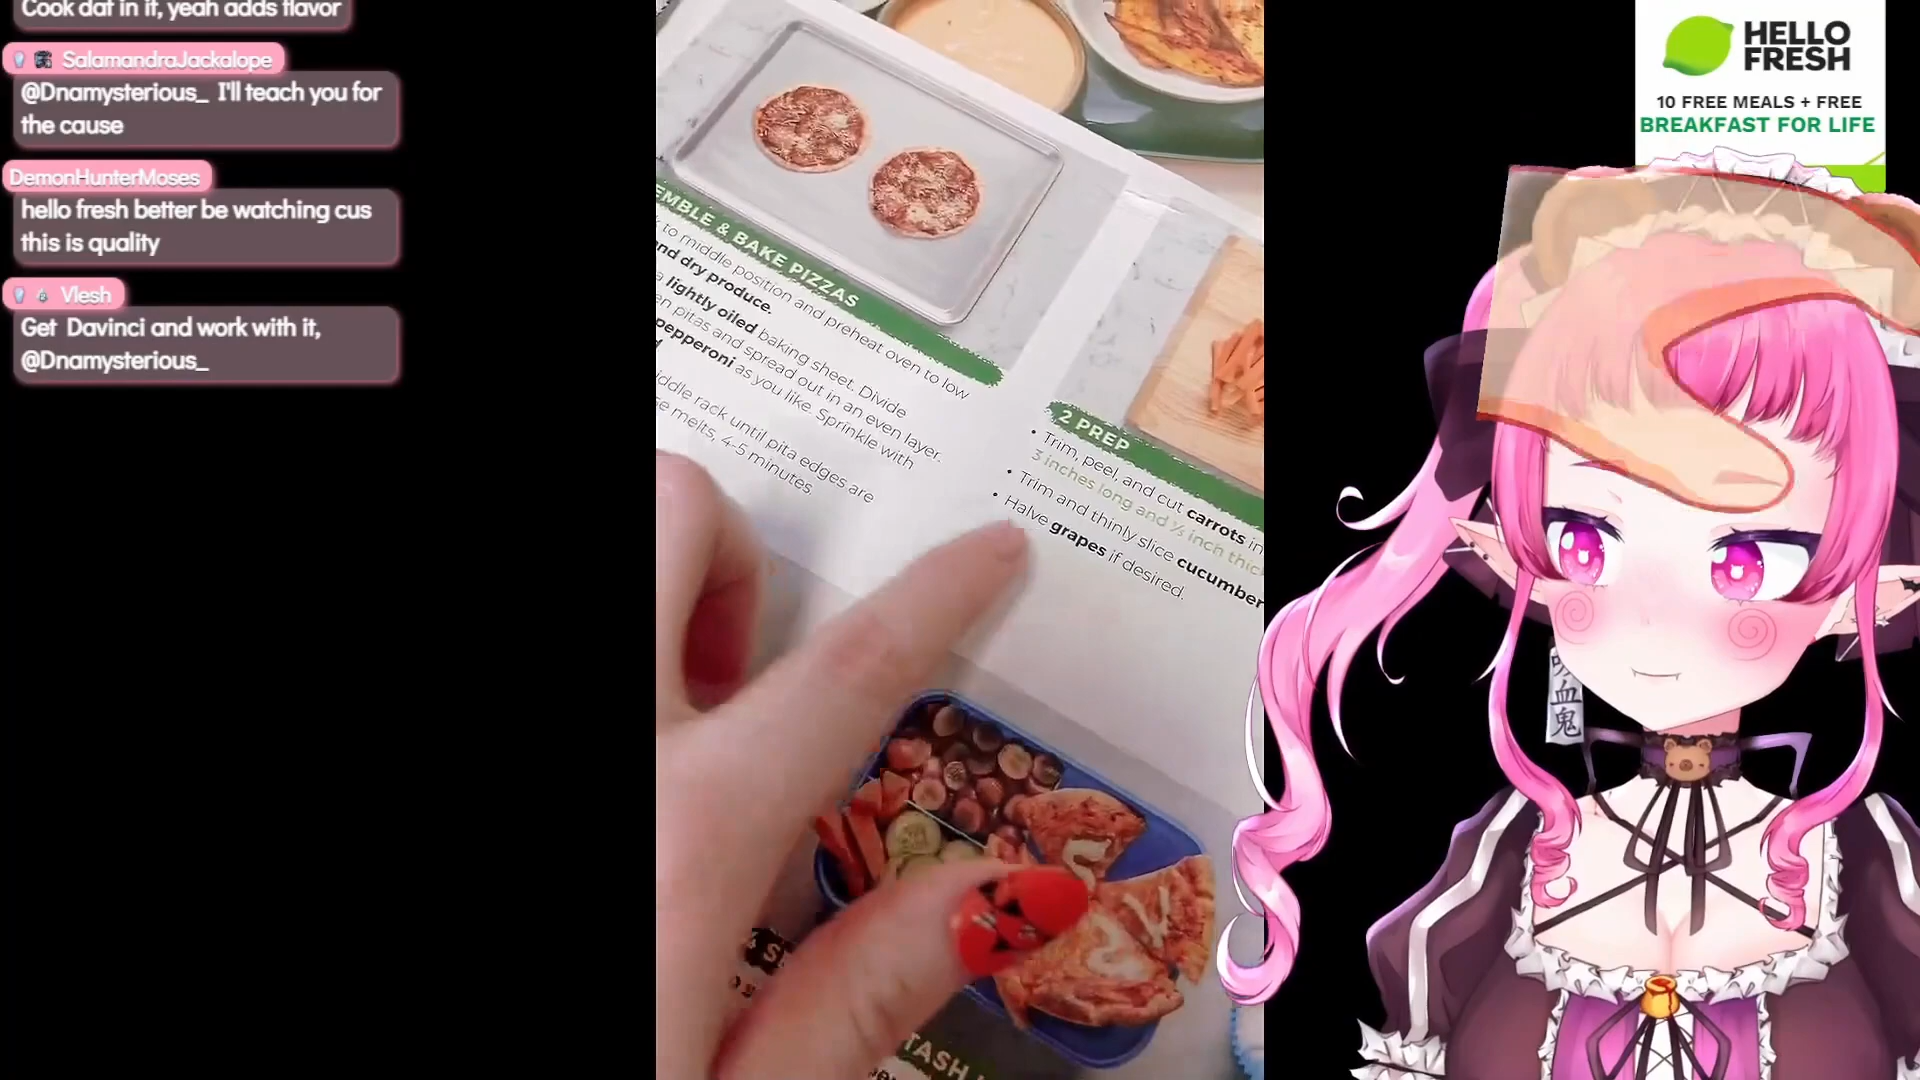 Cook dat in it, yeah adds flavor
SalamandraJackalope
@Dnamysterious_ I'll teach you for
the cause
DemonHunterMoses
hello fresh better be watching cus
this is quality
Vlesh
Get Davinci and work with it,
@Dnamysterious_
EMBLE & BAKE PIZZAS
to middle position and preheat oven to low
and dry produce.
lightly oiled baking sheet. Divide
pitas and spread out in an even layer.
pepperoni as you like. Sprinkle with
rack until pita edges are
melts, 4-5 minutes
2 PREP
• Trim, peel, and cut carrots in
3 inches long and ½ inch thic
• Trim and thinly slice cucumber
• Halve grapes if desired.
HELLO
FRESH
10 FREE MEALS + FREE
BREAKFAST FOR LIFE
血鬼